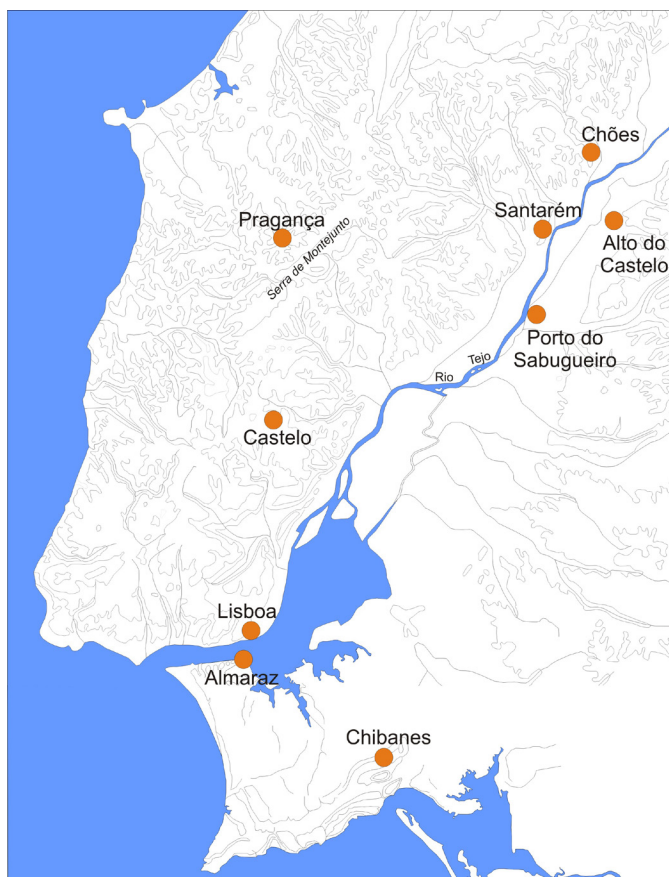 Chões
Santarém
Pragança
Alto do
Castelo
Serra de Montejunto
Porto do
Sabugueiro
Rio
Tejo
Castelo
Lisboa
Almaraz
Chibanes